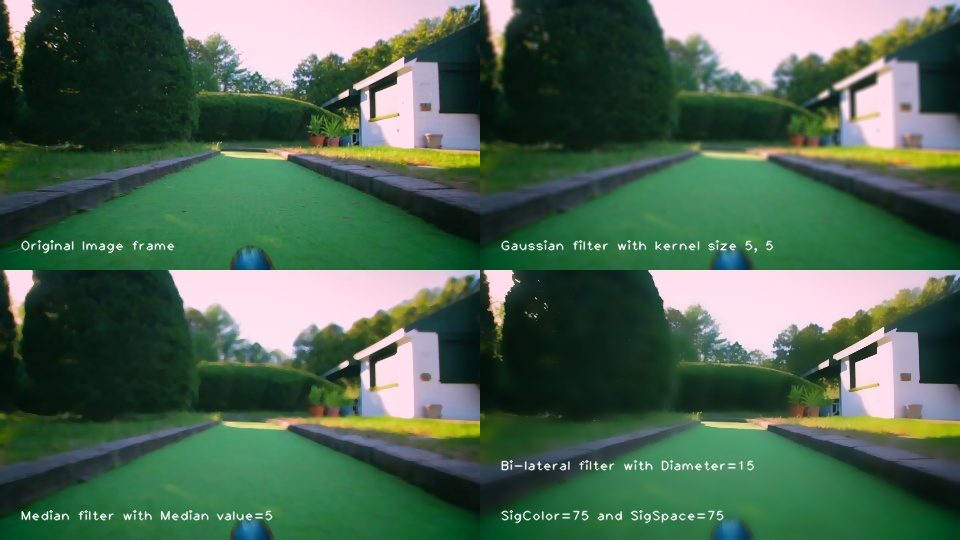 Original Image frame
Gaussian filter with kernel size 5, 5
Median filter with Median value=5
Bi-lateral filter with Diameter=15
SigColor=75 and SigSpace=75